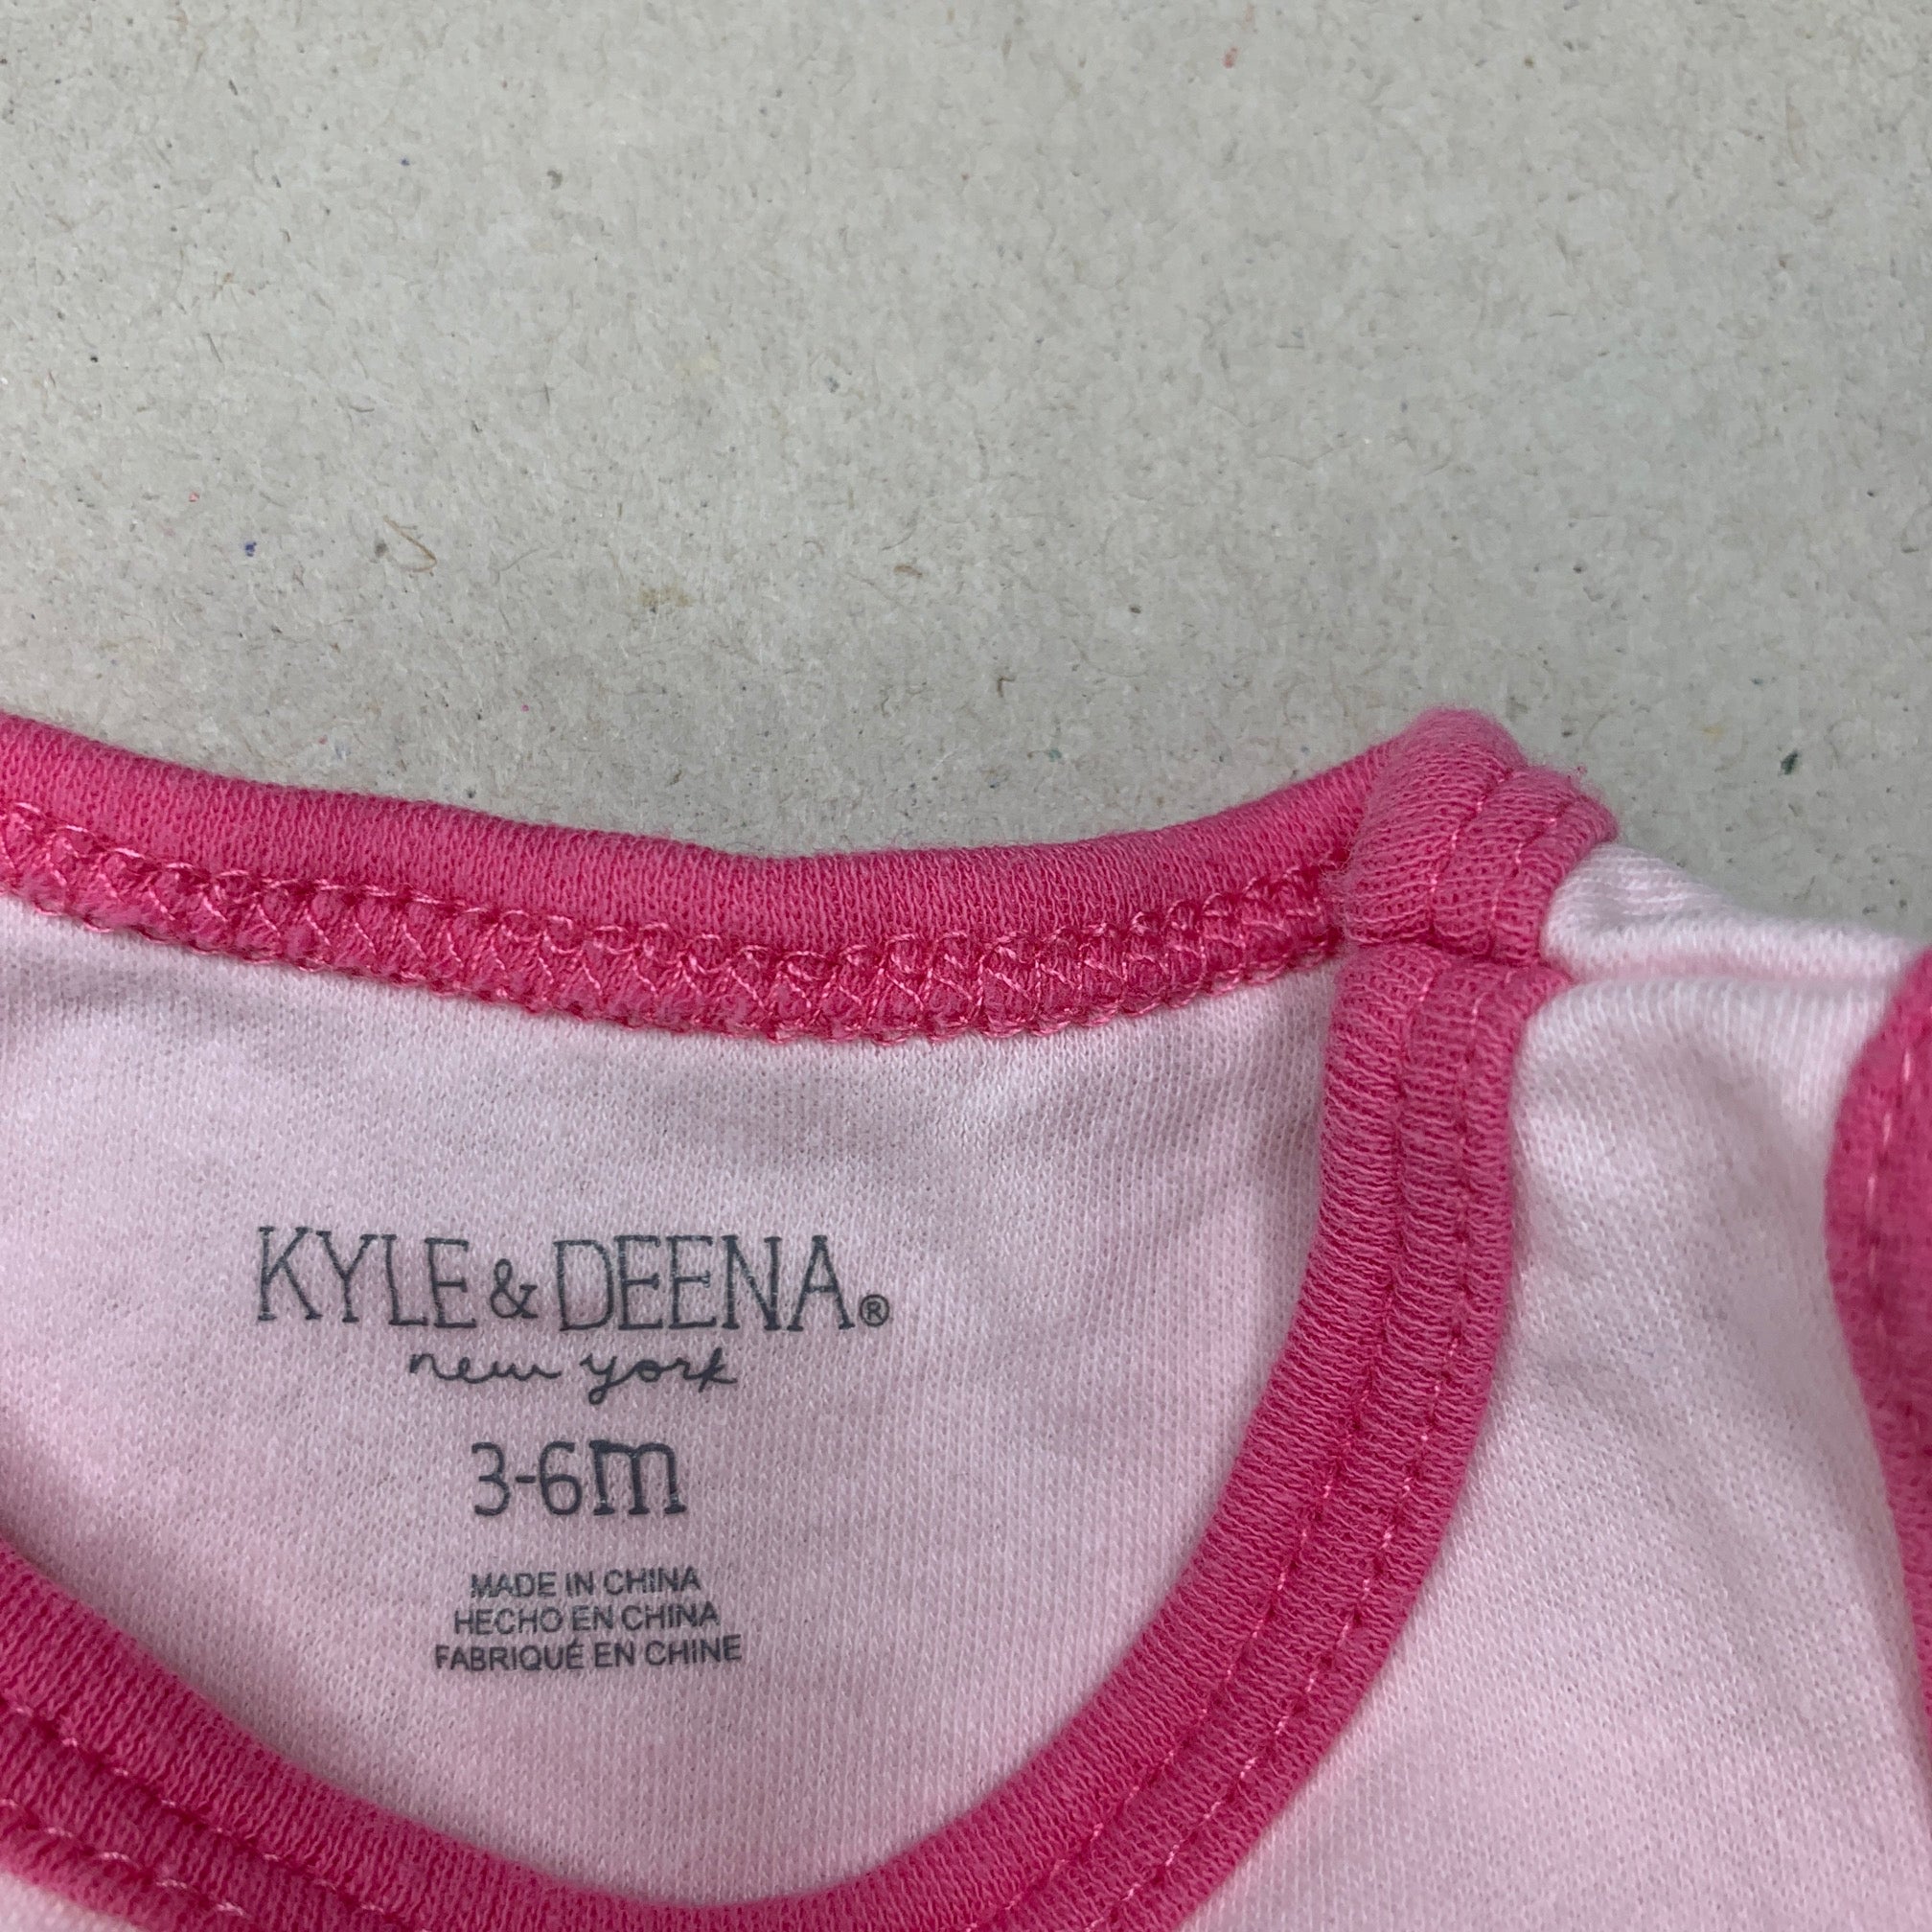 KYLE & DEENA®
new york
3-6m
MADE IN CHINA
HECHO EN CHINA
FABRIQUÉ EN CHINE